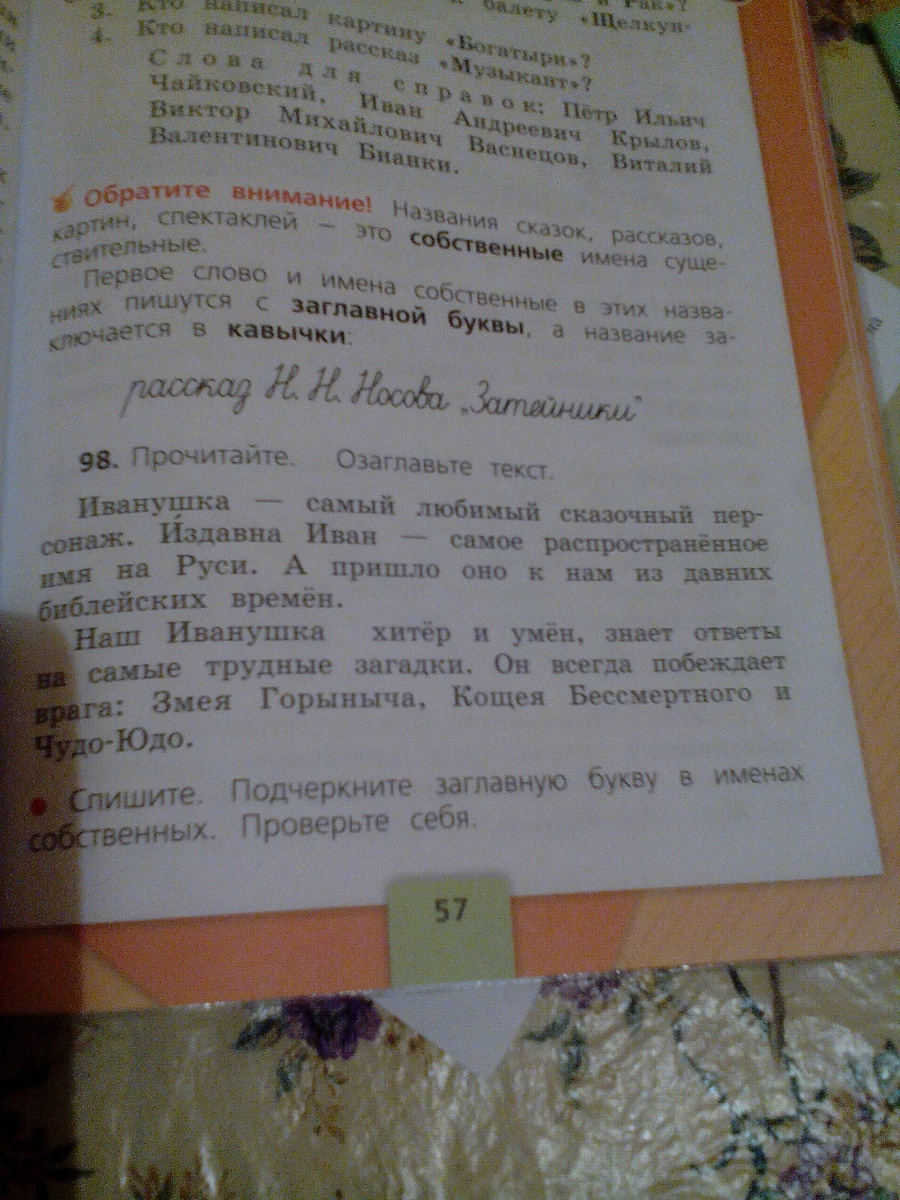 и Рак»?
к балету «Щелкун-
3. Кто написал картину «Богатыри»?
4. Кто написал рассказ «Музыкант»?
Слова для справок: Пётр Ильич
Чайковский, Иван Андреевич Крылов,
Виктор Михайлович Васнецов, Виталий
Валентинович Бианки.
Обратите внимание! Названия сказок, рассказов,
картин, спектаклей — это собственные имена суще-
ствительные.
Первое слово и имена собственные в этих назва-
ниях пишутся с заглавной буквы, а название за-
ключается в кавычки:
рассказ Н. Н. Носова „Затейники"
98. Прочитайте. Озаглавьте текст.
Иванушка — самый любимый сказочный пер-
сонаж. И́здавна Иван — самое распространённое
имя на Руси. А пришло оно к нам из давних
библейских времён.
Наш Иванушка хитёр и умён, знает ответы
на самые трудные загадки. Он всегда побеждает
врага: Змея Горыныча, Кощея Бессмертного и
Чудо-Юдо.
• Спишите. Подчеркните заглавную букву в именах
собственных. Проверьте себя.
57